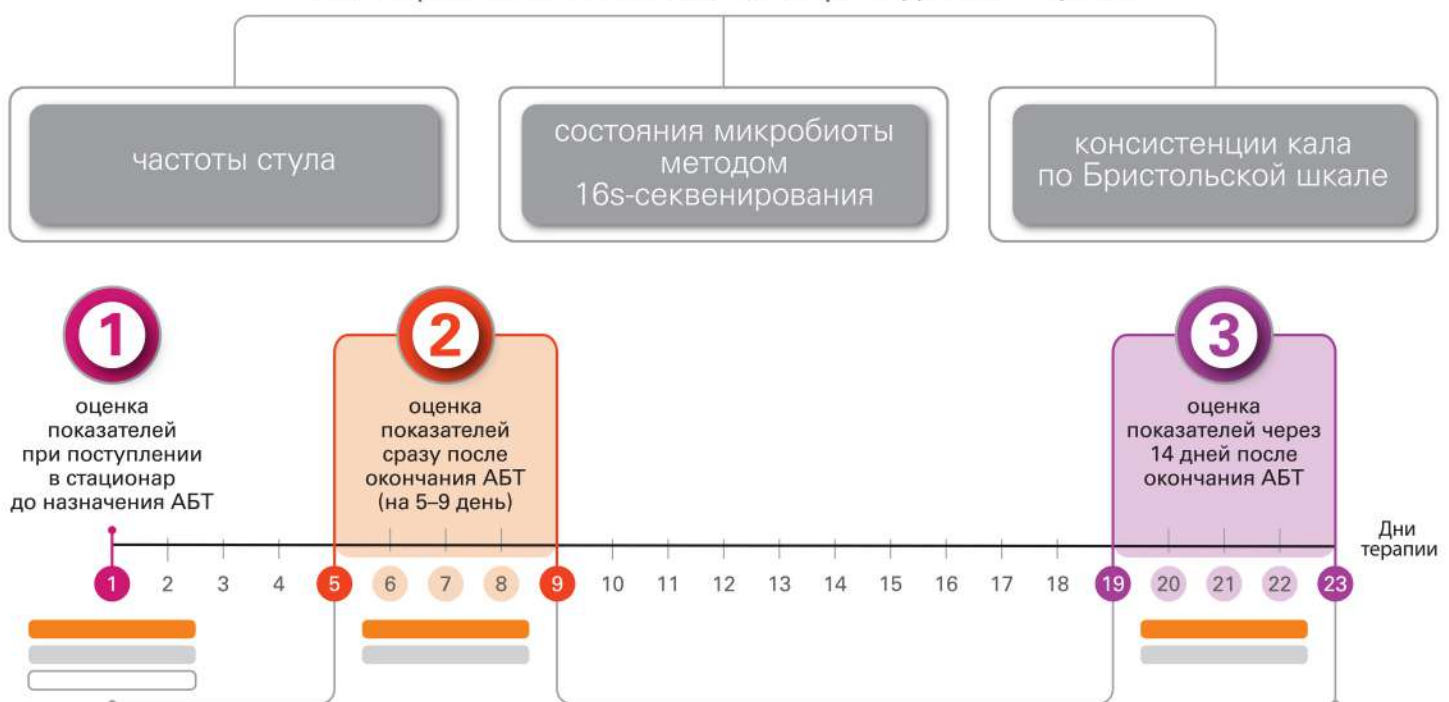 частоты стула
состояния микробиоты
методом
16s-секвенирования
консистенции кала
по Бристольской шкале
1
оценка
показателей
при поступлении
в стационар
до назначения АБТ
2
оценка
показателей
сразу после
окончания АБТ
(на 5–9 день)
3
оценка
показателей через
14 дней после
окончания АБТ
Дни
терапии
1 2 3 4 5 6 7 8 9 10 11 12 13 14 15 16 17 18 19 20 21 22 23